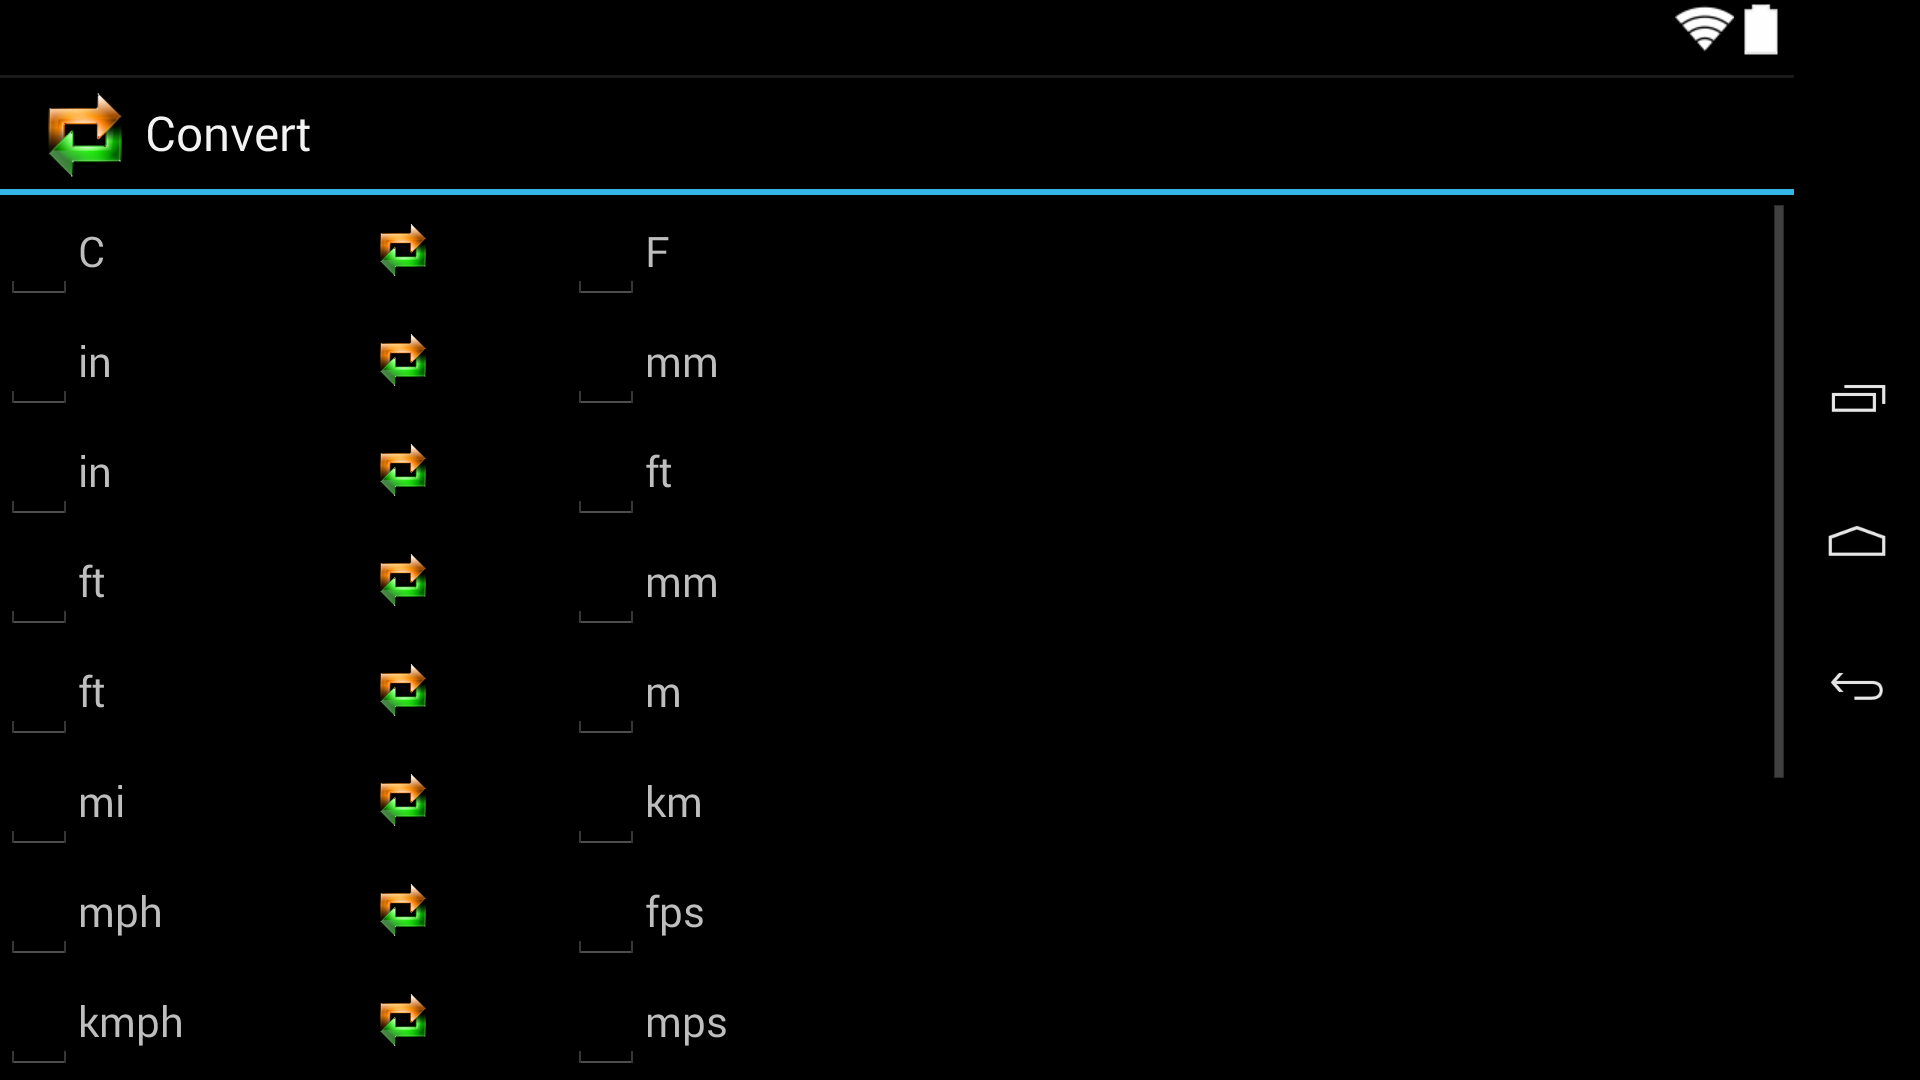 Convert
C F
in mm
in ft
ft mm
ft m
mi km
mph fps
kmph mps